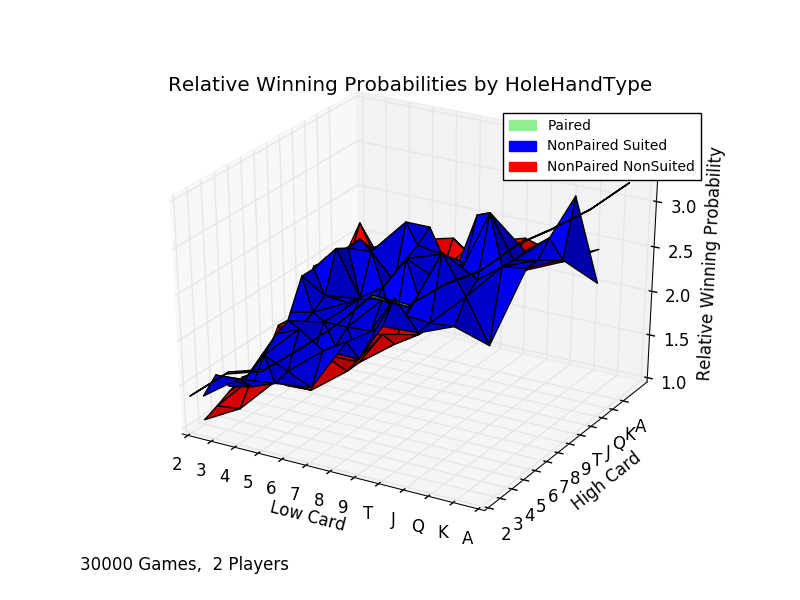 Relative Winning Probabilities by HoleHandType
Paired
NonPaired Suited
NonPaired NonSuited
3.0
2.5
2.0
1.5
1.0
Relative Winning Probability
2 3 4 5 6 7 8 9 T J Q K A
Low Card
2 3 4 5 6 7 8 9 T J Q K A
High Card
30000 Games,  2 Players